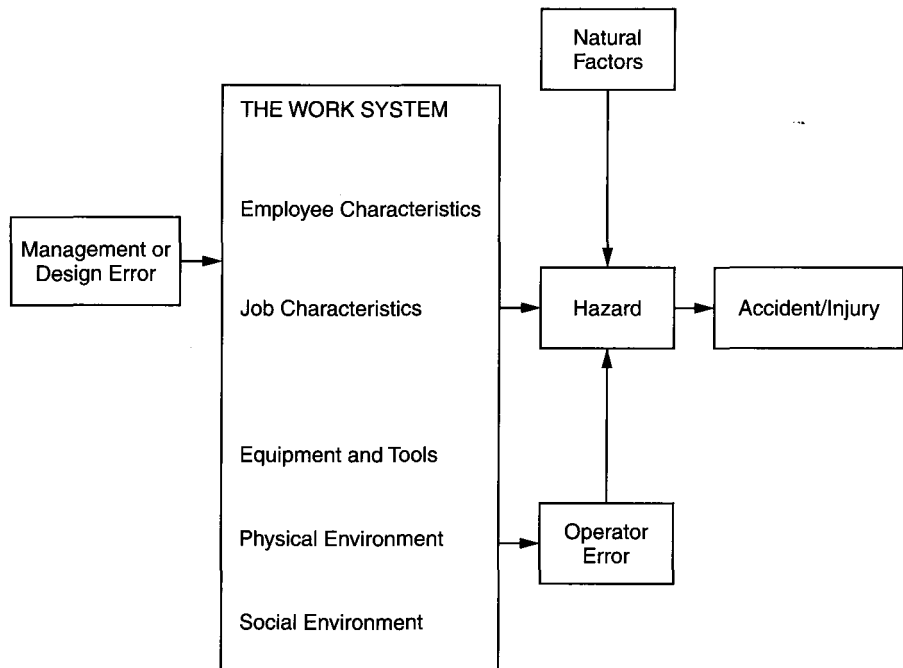 Natural
Factors
THE WORK SYSTEM
Employee Characteristics
Management or
Design Error
Job Characteristics
Hazard
Accident/Injury
Equipment and Tools
Physical Environment
Operator
Error
Social Environment